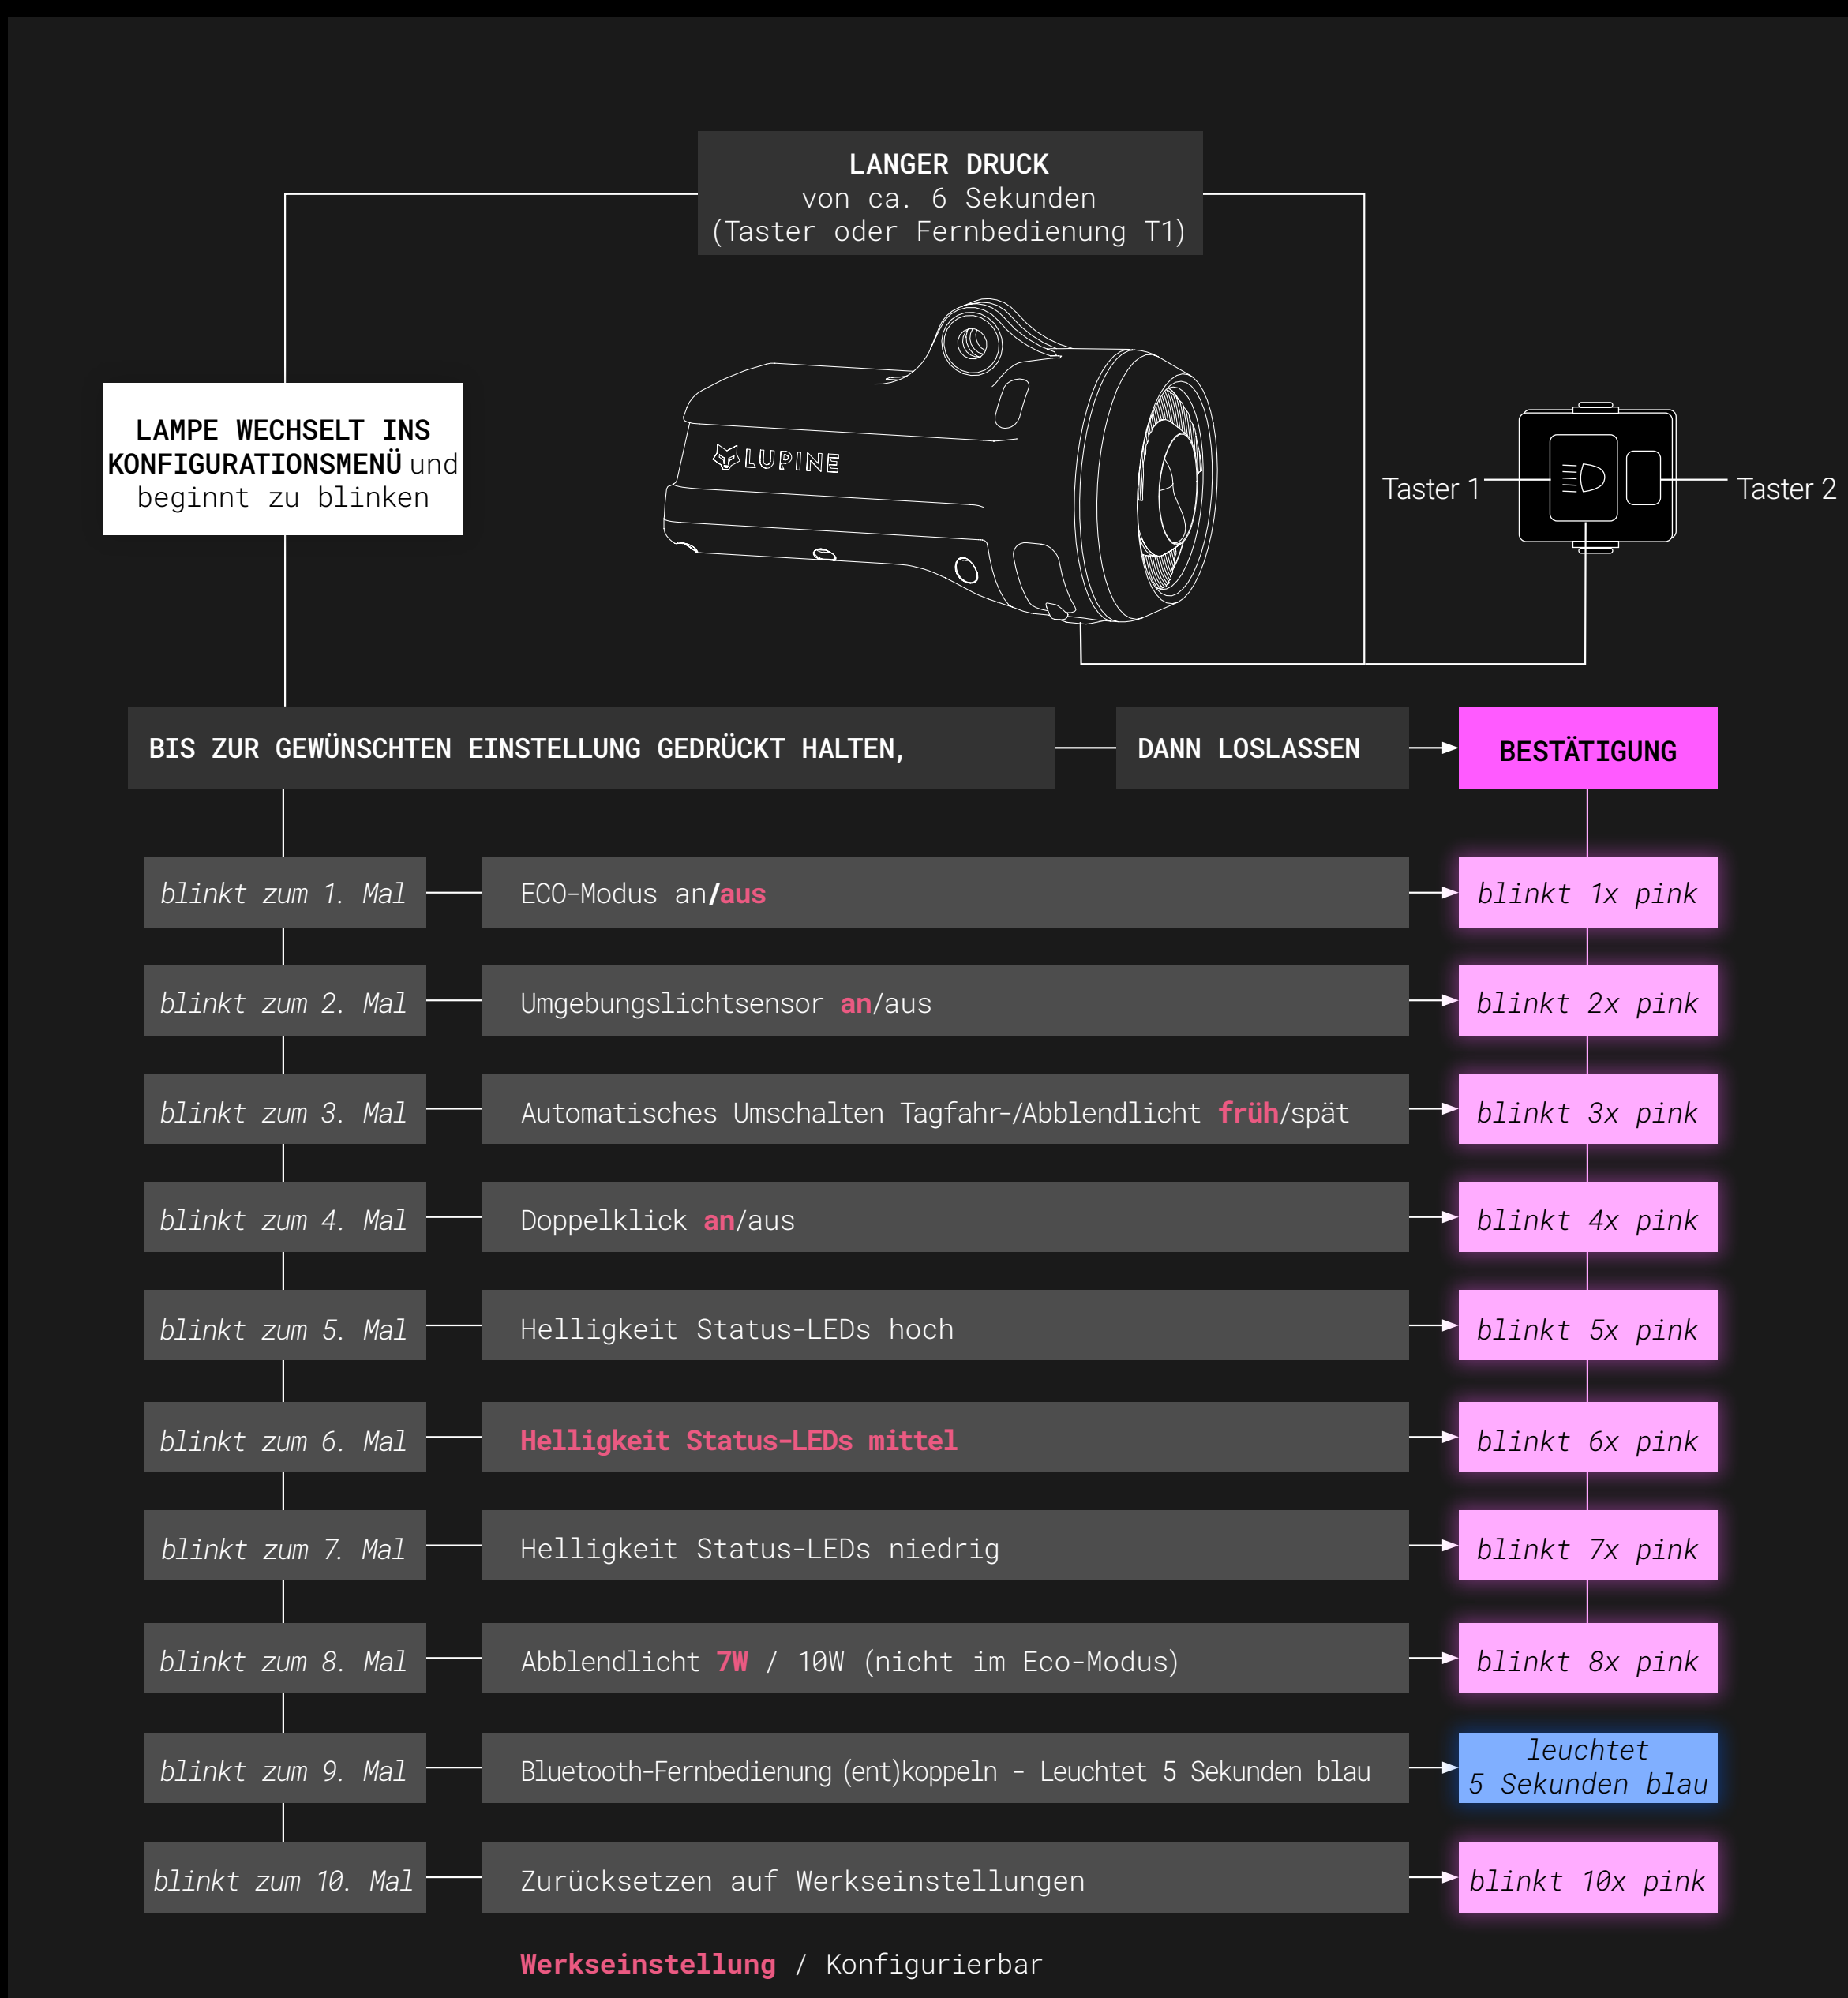 LANGER DRUCK
von ca. 6 Sekunden
(Taster oder Fernbedienung T1)
LAMPE WECHSELT INS
KONFIGURATIONSMENÜ und
beginnt zu blinken
LUPINE
Taster 1
Taster 2
BIS ZUR GEWÜNSCHTEN EINSTELLUNG GEDRÜCKT HALTEN,
DANN LOSLASSEN
BESTÄTIGUNG
blinkt zum 1. Mal
ECO-Modus an/aus
blinkt 1x pink
blinkt zum 2. Mal
Umgebungslichtsensor an/aus
blinkt 2x pink
blinkt zum 3. Mal
Automatisches Umschalten Tagfahr-/Abblendlicht früh/spät
blinkt 3x pink
blinkt zum 4. Mal
Doppelklick an/aus
blinkt 4x pink
blinkt zum 5. Mal
Helligkeit Status-LEDs hoch
blinkt 5x pink
blinkt zum 6. Mal
Helligkeit Status-LEDs mittel
blinkt 6x pink
blinkt zum 7. Mal
Helligkeit Status-LEDs niedrig
blinkt 7x pink
blinkt zum 8. Mal
Abblendlicht 7W / 10W (nicht im Eco-Modus)
blinkt 8x pink
blinkt zum 9. Mal
Bluetooth-Fernbedienung (ent)koppeln - Leuchtet 5 Sekunden blau
leuchtet
5 Sekunden blau
blinkt zum 10. Mal
Zurücksetzen auf Werkseinstellungen
blinkt 10x pink
Werkseinstellung / Konfigurierbar